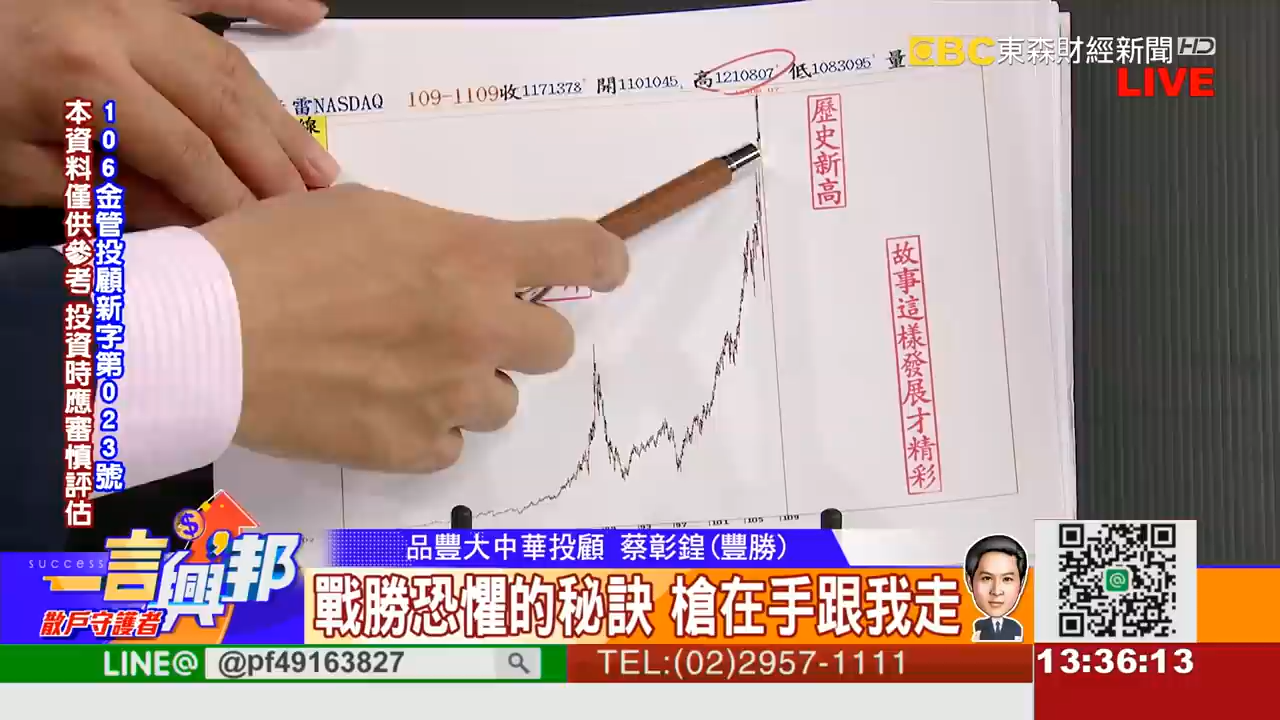 EBC東森財經新聞HD
LIVE
雷NASDAQ 109-1109收1171378 開1101045 高1210807 低1083095 量
線
歷史新高
故事這樣發展才精彩
97 101 105 109
106金管投顧新字第023號
本資料僅供參考 投資時應審慎評估
品豐大中華投顧 蔡彰鍠(豐勝)
戰勝恐懼的秘訣 槍在手跟我走
success
一言興邦
散戶守護者
LINE@ @pf49163827
TEL:(02)2957-1111
13:36:13